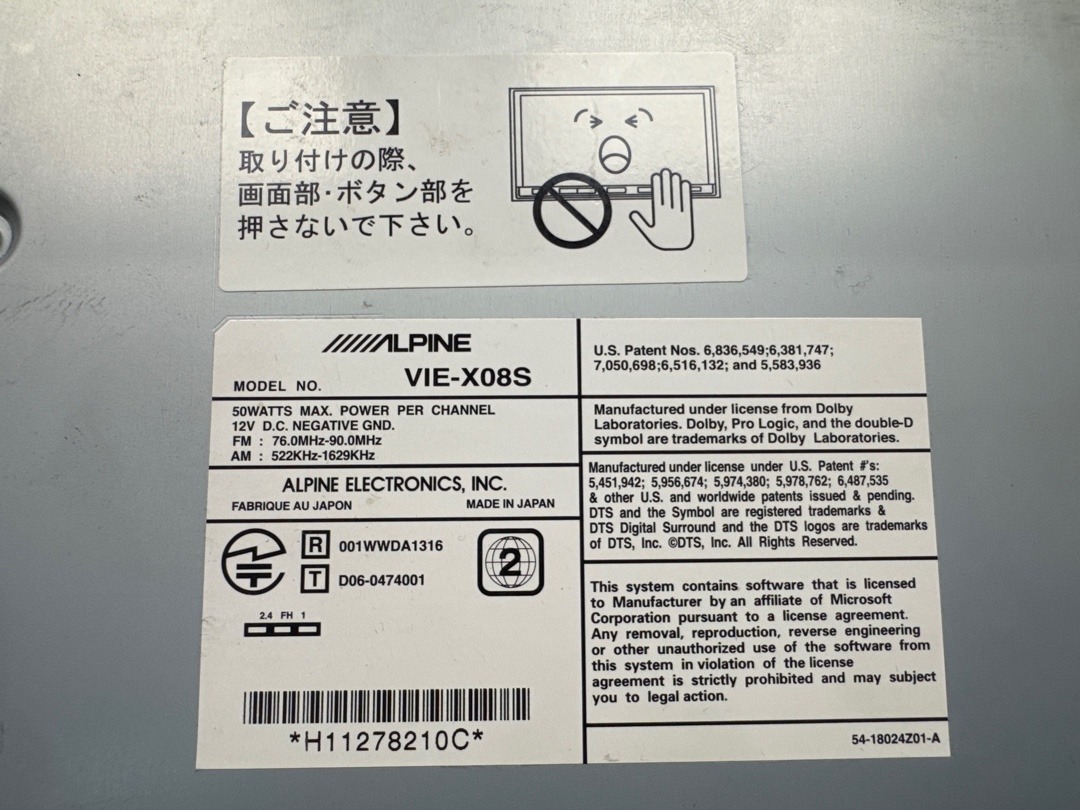 【ご注意】
取り付けの際、
画面部・ボタン部を
押さないで下さい。
ALPINE
MODEL NO. VIE-X08S
50WATTS MAX. POWER PER CHANNEL
12V D.C. NEGATIVE GND.
FM : 76.0MHz-90.0MHz
AM : 522KHz-1629KHz
ALPINE ELECTRONICS, INC.
FABRIQUE AU JAPON MADE IN JAPAN
R 001WWDA1316
T D06-0474001
2
2.4 FH 1
*H11278210C*
U.S. Patent Nos. 6,836,549;6,381,747;
7,050,698;6,516,132; and 5,583,936
Manufactured under license from Dolby
Laboratories. Dolby, Pro Logic, and the double-D
symbol are trademarks of Dolby Laboratories.
Manufactured under license under U.S. Patent #'s:
5,451,942; 5,956,674; 5,974,380; 5,978,762; 6,487,535
& other U.S. and worldwide patents issued & pending.
DTS and the Symbol are registered trademarks &
DTS Digital Surround and the DTS logos are trademarks
of DTS, Inc. ©DTS, Inc. All Rights Reserved.
This system contains software that is licensed
to Manufacturer by an affiliate of Microsoft
Corporation pursuant to a license agreement.
Any removal, reproduction, reverse engineering
or other unauthorized use of the software from
this system in violation of the license
agreement is strictly prohibited and may subject
you to legal action.
54-18024Z01-A